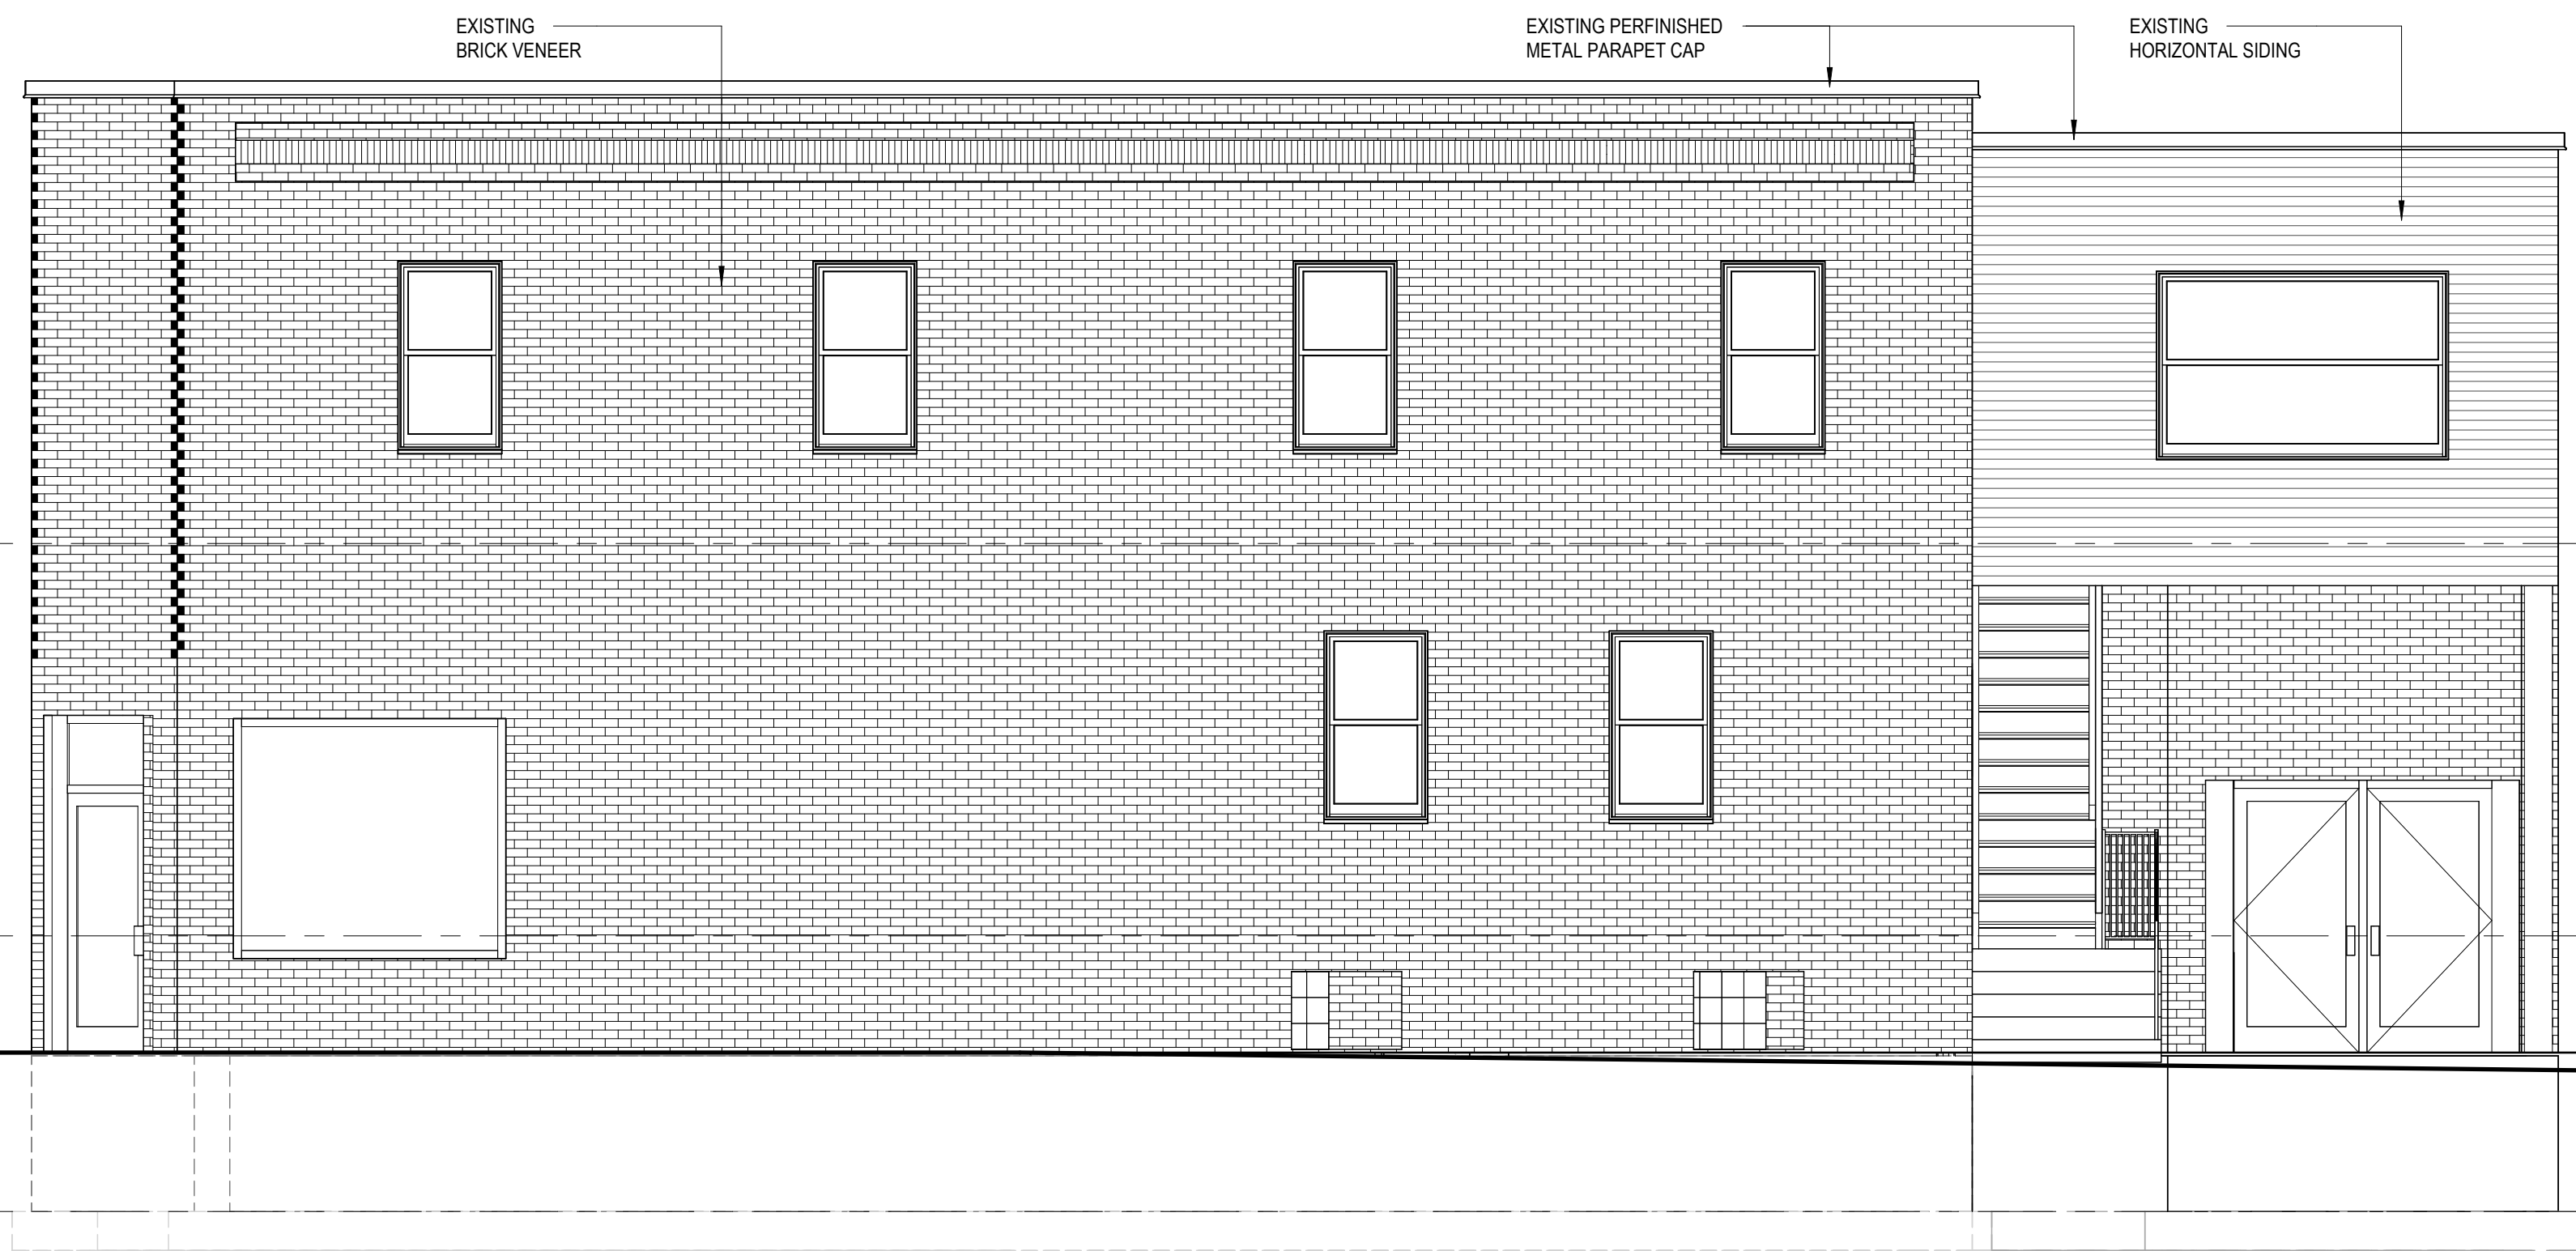 EXISTING
BRICK VENEER
EXISTING PERFINISHED
METAL PARAPET CAP
EXISTING
HORIZONTAL SIDING